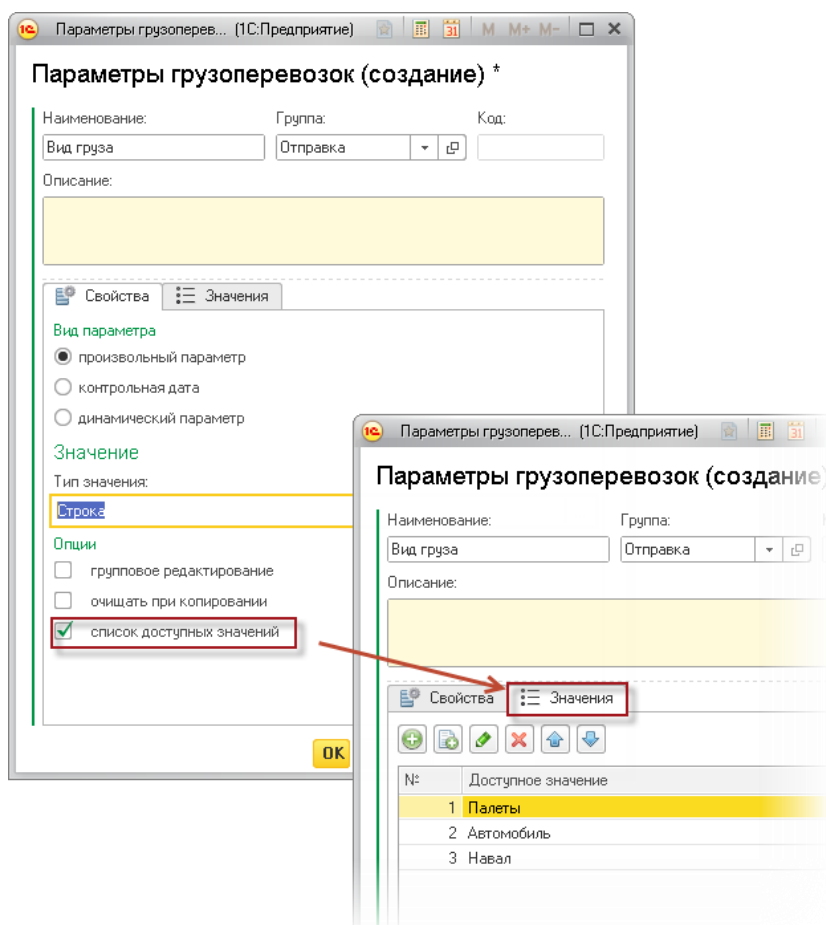 Параметры грузоперев... (1С:Предприятие) 31 M M+ M-
Параметры грузоперевозок (создание) *
Наименование: Группа: Код:
Вид груза Отправка
Описание:
Свойства Значения
Вид параметра
произвольный параметр
контрольная дата
динамический параметр
Значение
Тип значения:
Строка
Опции
групповое редактирование
очищать при копировании
список доступных значений
OK
Параметры грузоперев... (1С:Предприятие) 31
Параметры грузоперевозок (создание)
Наименование: Группа:
Вид груза Отправка
Описание:
Свойства Значения
№ Доступное значение
1 Палеты
2 Автомобиль
3 Навал